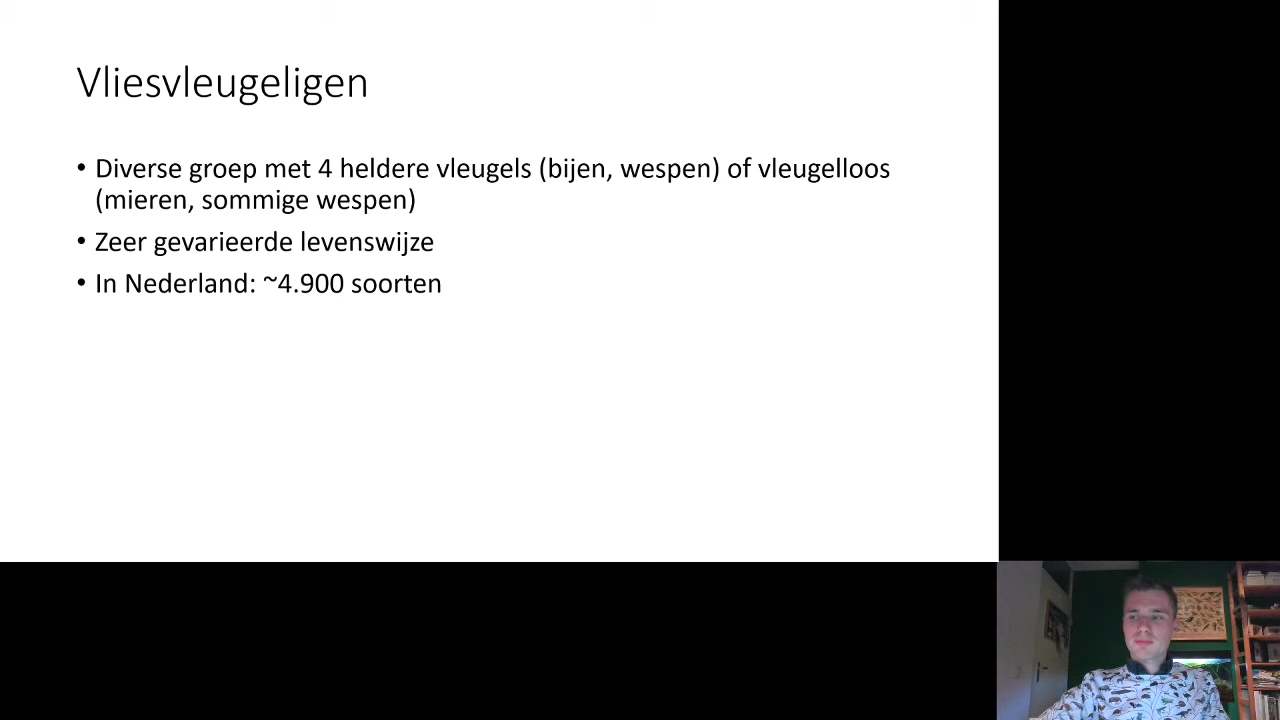 Vliesvleugeligen
• Diverse groep met 4 heldere vleugels (bijen, wespen) of vleugelloos
(mieren, sommige wespen)
• Zeer gevarieerde levenswijze
• In Nederland: ~4.900 soorten